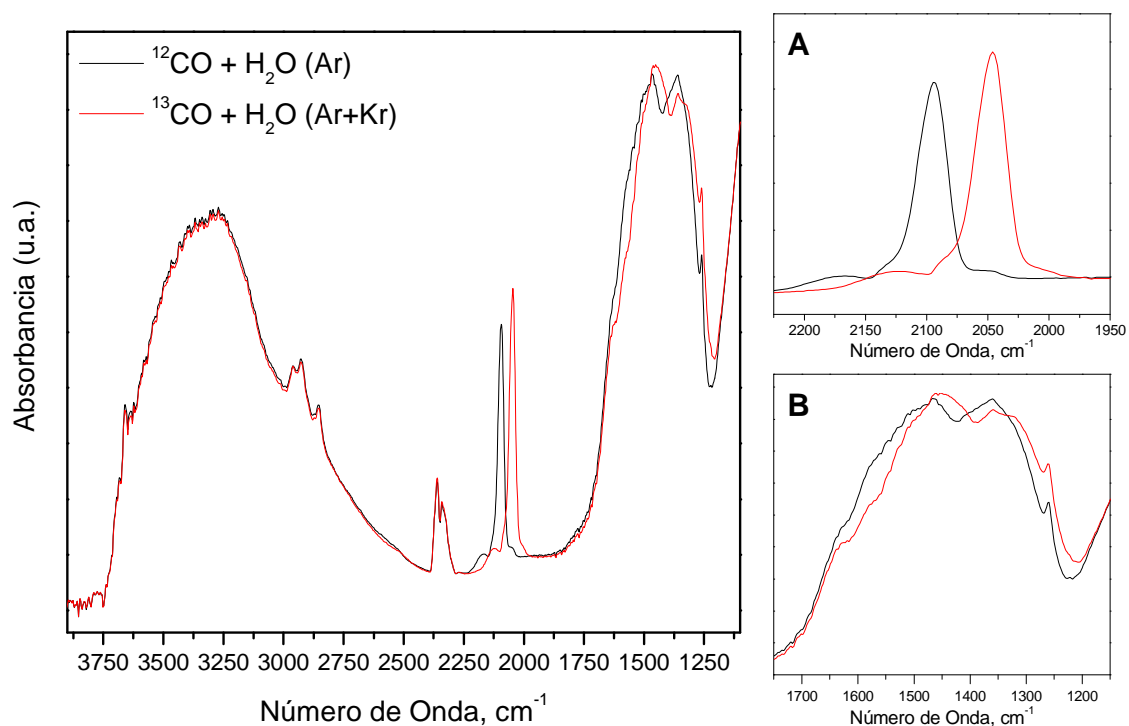 ¹²CO + H₂O (Ar)
¹³CO + H₂O (Ar+Kr)
Absorbancia (u.a.)
3750 3500 3250 3000 2750 2500 2250 2000 1750 1500 1250
Número de Onda, cm⁻¹
A
2200 2150 2100 2050 2000 1950
Número de Onda, cm⁻¹
B
1700 1600 1500 1400 1300 1200
Número de Onda, cm⁻¹